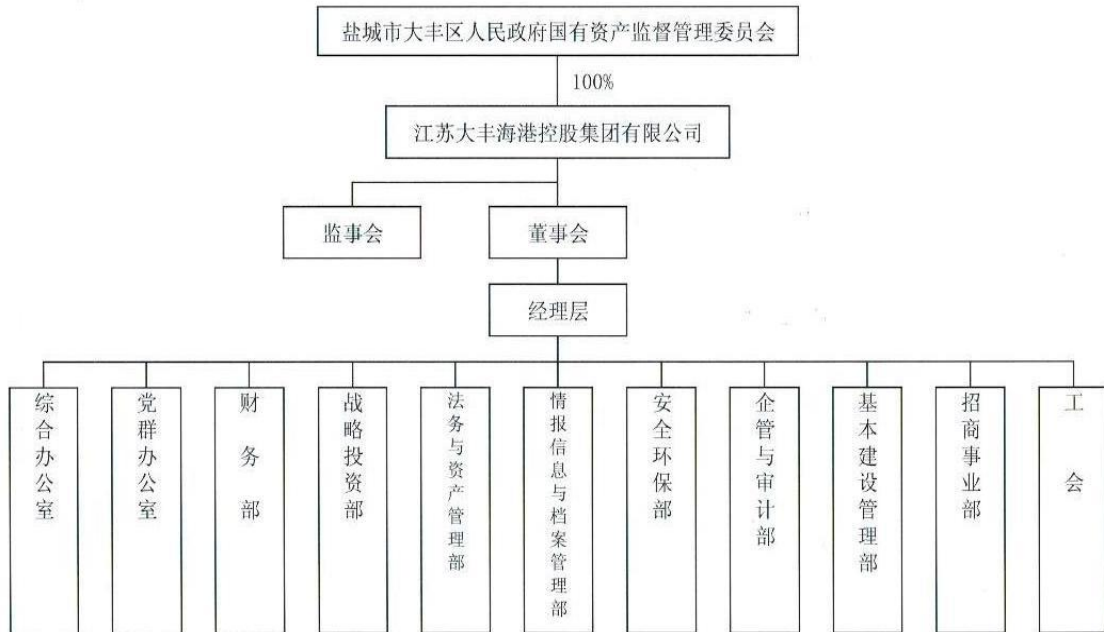 盐城市大丰区人民政府国有资产监督管理委员会
100%
江苏大丰海港控股集团有限公司
监事会
董事会
经理层
综合办公室
党群办公室
财务部
战略投资部
法务与资产管理部
情报信息与档案管理部
安全环保部
企管与审计部
基本建设管理部
招商事业部
工会